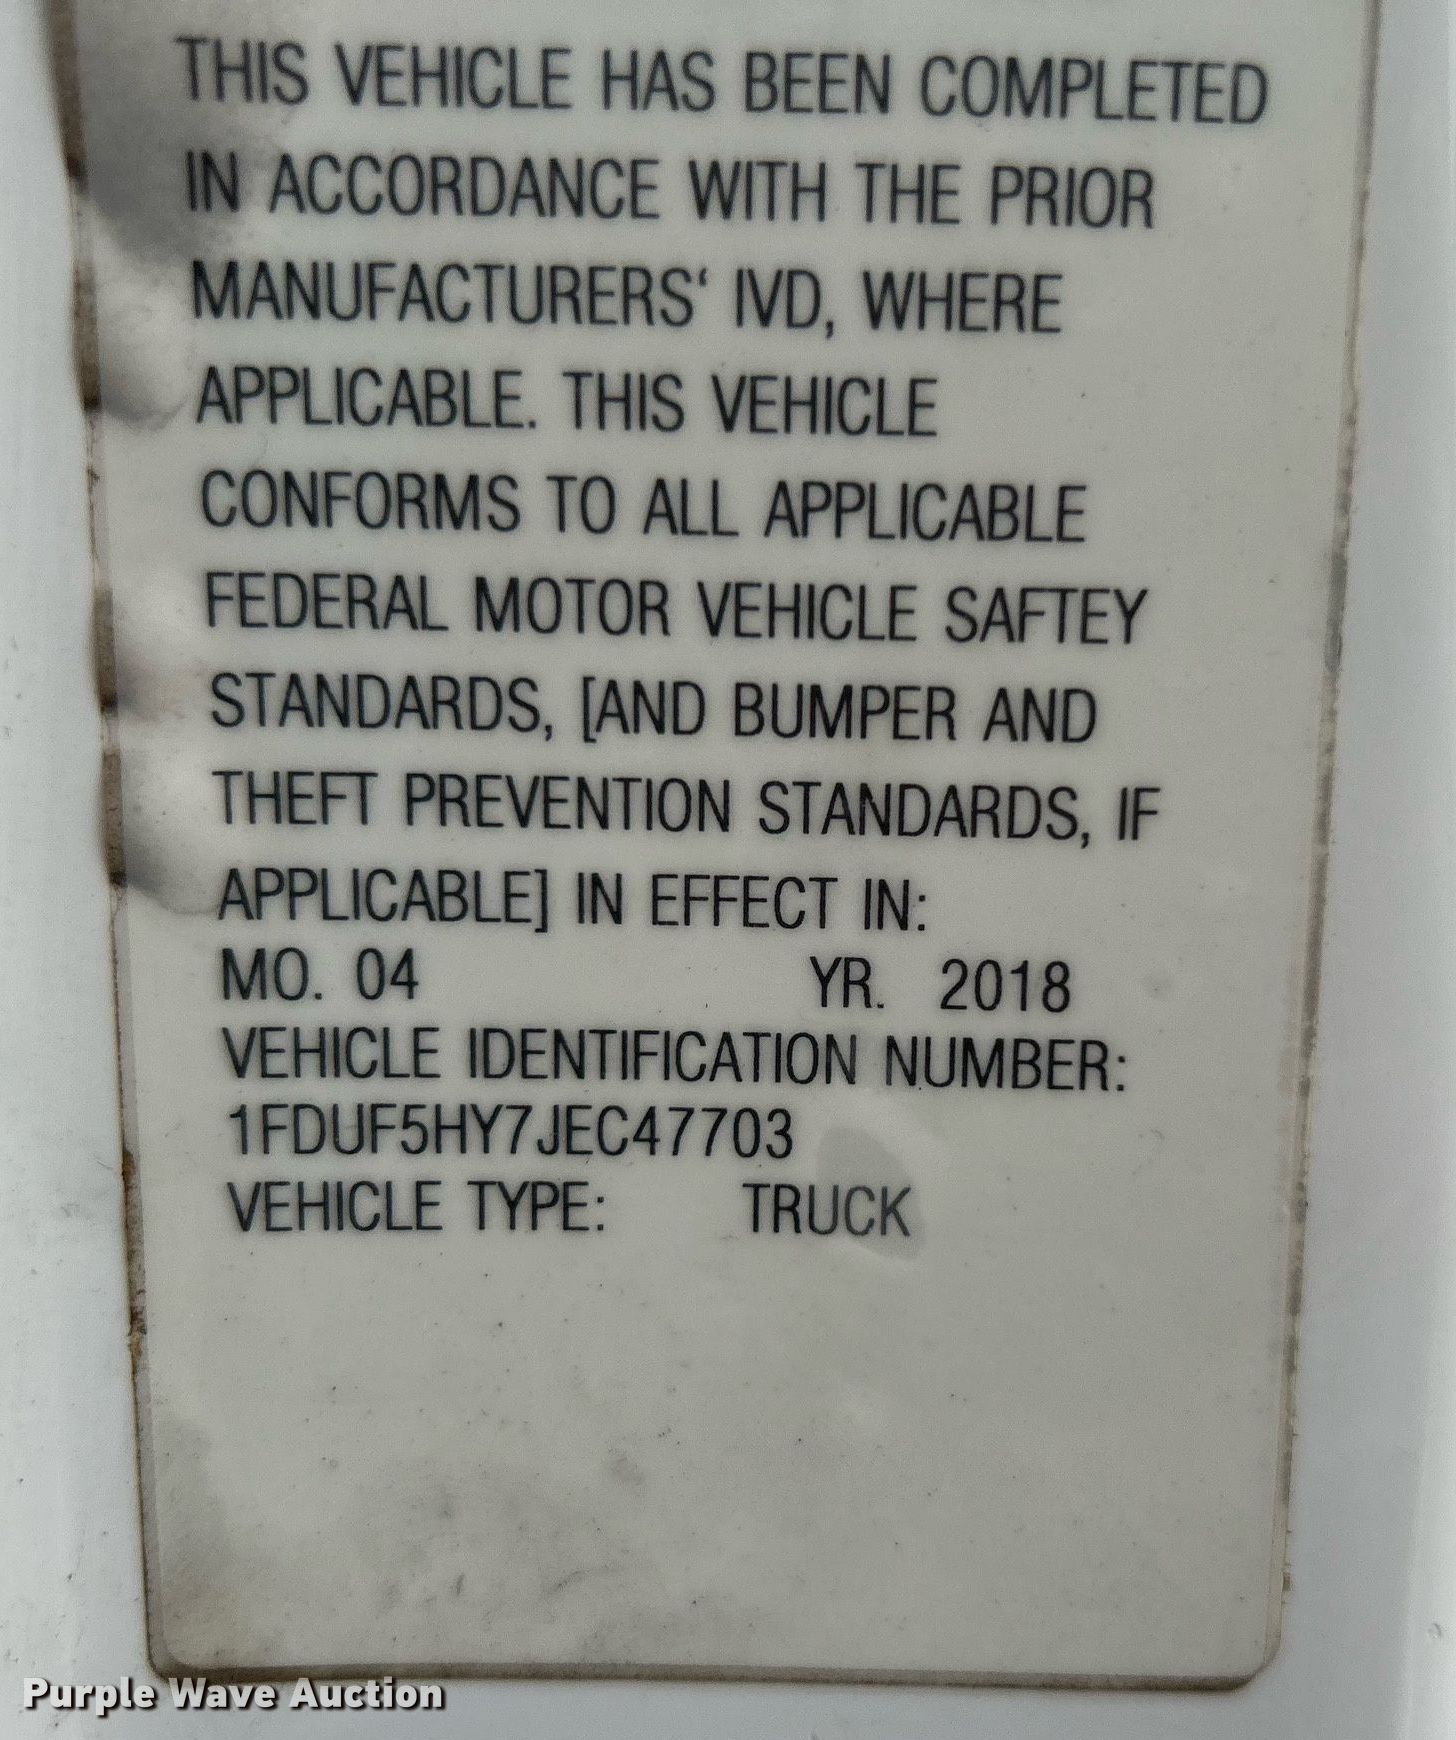 THIS VEHICLE HAS BEEN COMPLETED
IN ACCORDANCE WITH THE PRIOR
MANUFACTURERS‘ IVD, WHERE
APPLICABLE. THIS VEHICLE
CONFORMS TO ALL APPLICABLE
FEDERAL MOTOR VEHICLE SAFTEY
STANDARDS, [AND BUMPER AND
THEFT PREVENTION STANDARDS, IF
APPLICABLE] IN EFFECT IN:
MO. 04 YR. 2018
VEHICLE IDENTIFICATION NUMBER:
1FDUF5HY7JEC47703
VEHICLE TYPE: TRUCK
Purple Wave Auction